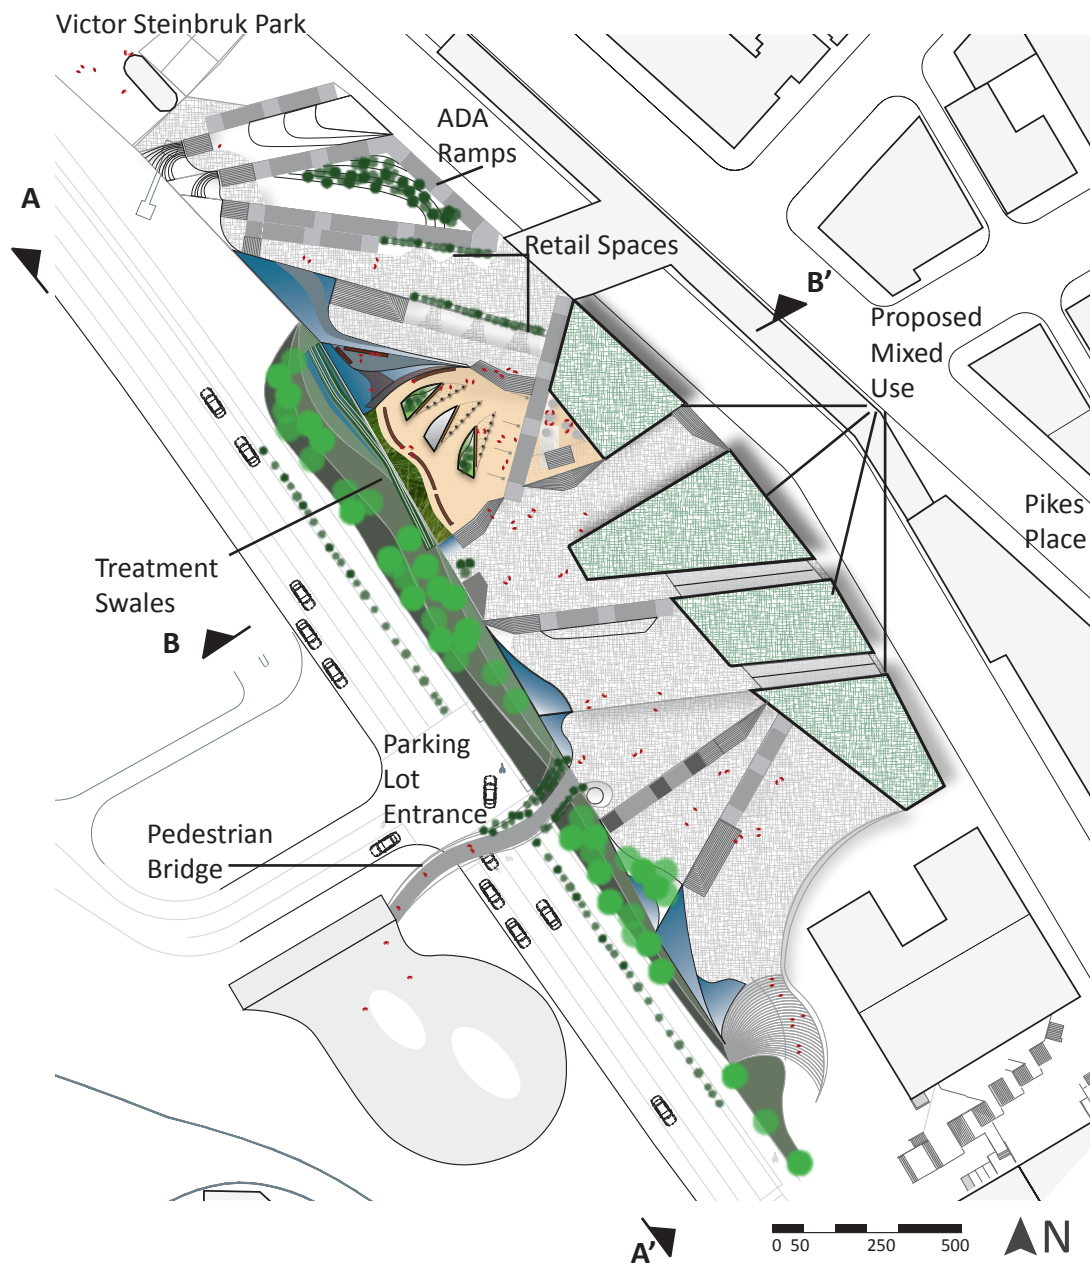 Victor Steinbruk Park
ADA
Ramps
A
Retail Spaces
B’
Proposed
Mixed
Use
Pikes
Place
Treatment
Swales
B
Parking
Lot
Entrance
Pedestrian
Bridge
A’
0 50 250 500
N